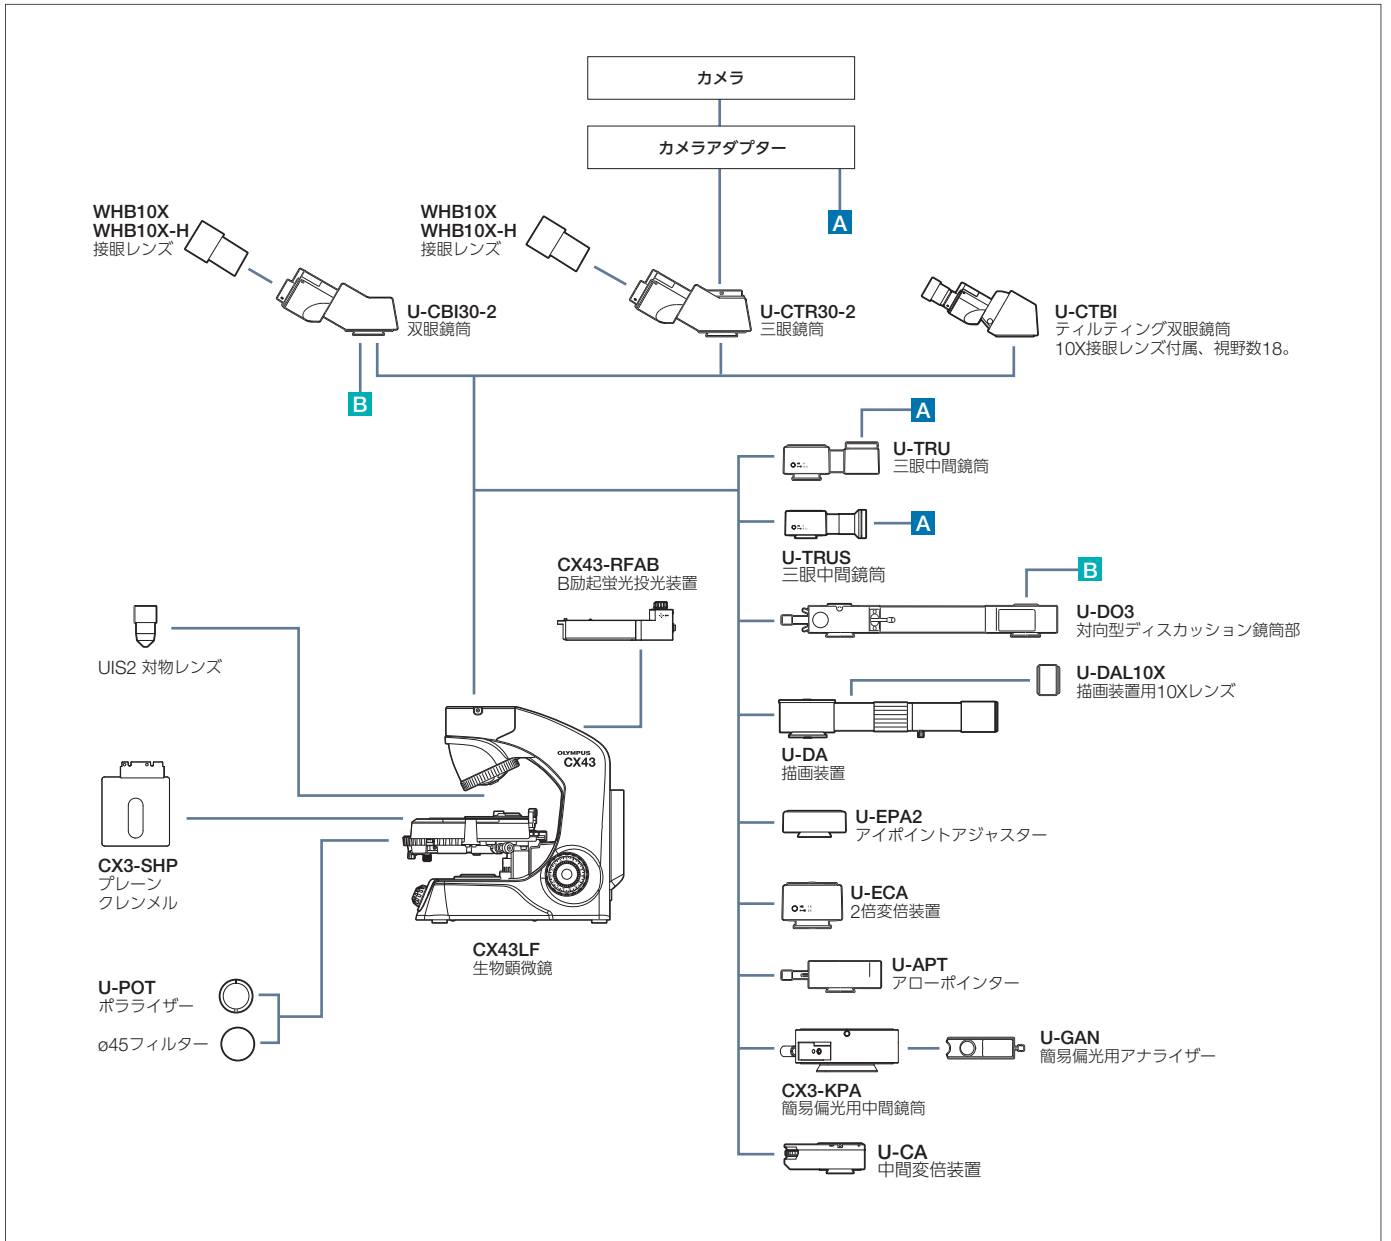 カメラ
カメラアダプター
A
WHB10X
WHB10X-H
接眼レンズ
WHB10X
WHB10X-H
接眼レンズ
U-CBI30-2
双眼鏡筒
U-CTR30-2
三眼鏡筒
U-CTBI
ティルティング双眼鏡筒
10X接眼レンズ付属、視野数18。
B
A
U-TRU
三眼中間鏡筒
A
U-TRUS
三眼中間鏡筒
CX43-RFAB
B励起蛍光投光装置
B
U-DO3
対向型ディスカッション鏡筒部
UIS2 対物レンズ
U-DAL10X
描画装置用10Xレンズ
U-DA
描画装置
OLYMPUS
CX43
U-EPA2
アイポイントアジャスター
CX3-SHP
プレーン
クレンメル
U-ECA
2倍変倍装置
CX43LF
生物顕微鏡
U-APT
アローポインター
U-POT
ポラライザー
ø45フィルター
U-GAN
簡易偏光用アナライザー
CX3-KPA
簡易偏光用中間鏡筒
U-CA
中間変倍装置